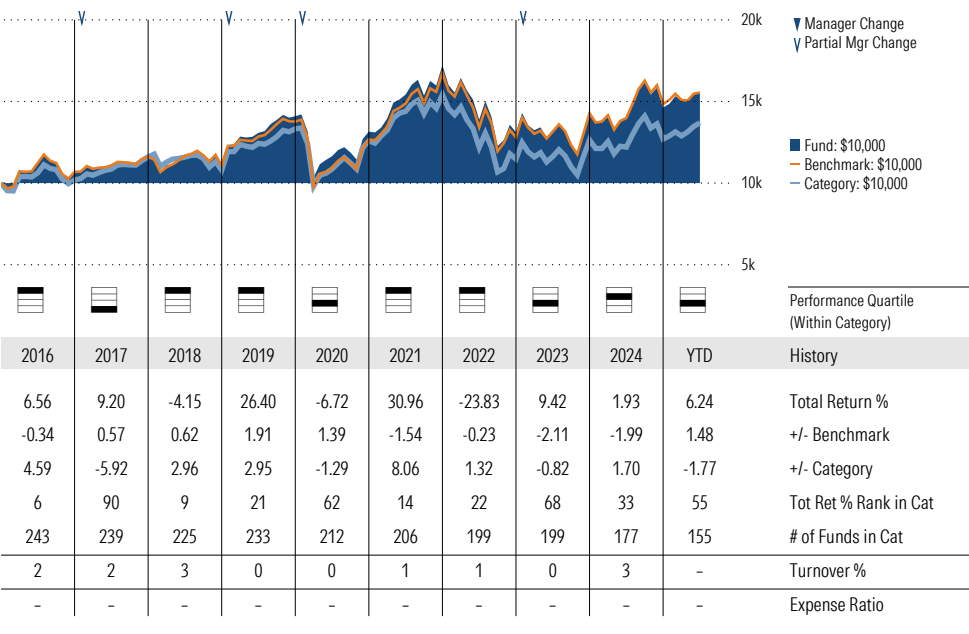 20k
15k
10k
5k
Manager Change
Partial Mgr Change
Fund: $10,000
Benchmark: $10,000
Category: $10,000
Performance Quartile
(Within Category)
2016 2017 2018 2019 2020 2021 2022 2023 2024 YTD History
6.56 9.20 -4.15 26.40 -6.72 30.96 -23.83 9.42 1.93 6.24 Total Return %
-0.34 0.57 0.62 1.91 1.39 -1.54 -0.23 -2.11 -1.99 1.48 +/- Benchmark
4.59 -5.92 2.96 2.95 -1.29 8.06 1.32 -0.82 1.70 -1.77 +/- Category
6 90 9 21 62 14 22 68 33 55 Tot Ret % Rank in Cat
243 239 225 233 212 206 199 199 177 155 # of Funds in Cat
2 2 3 0 0 1 1 0 3 – Turnover %
– – – – – – – – – – Expense Ratio